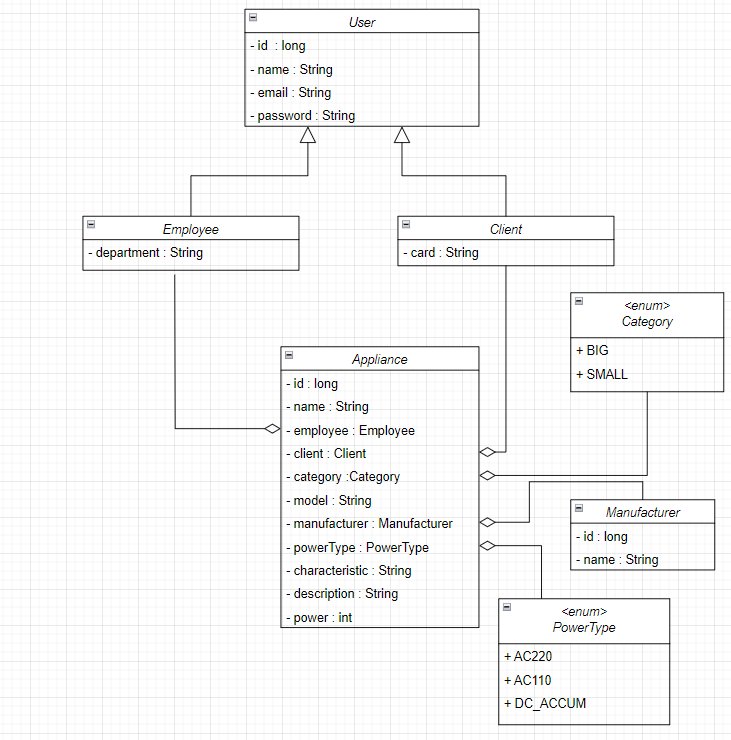 User
- id : long
- name : String
- email : String
- password : String
Employee
- department : String
Client
- card : String
<enum>
Category
+ BIG
+ SMALL
Appliance
- id : long
- name : String
- employee : Employee
- client : Client
- category :Category
- model : String
- manufacturer : Manufacturer
- powerType : PowerType
- characteristic : String
- description : String
- power : int
Manufacturer
- id : long
- name : String
<enum>
PowerType
+ AC220
+ AC110
+ DC_ACCUM